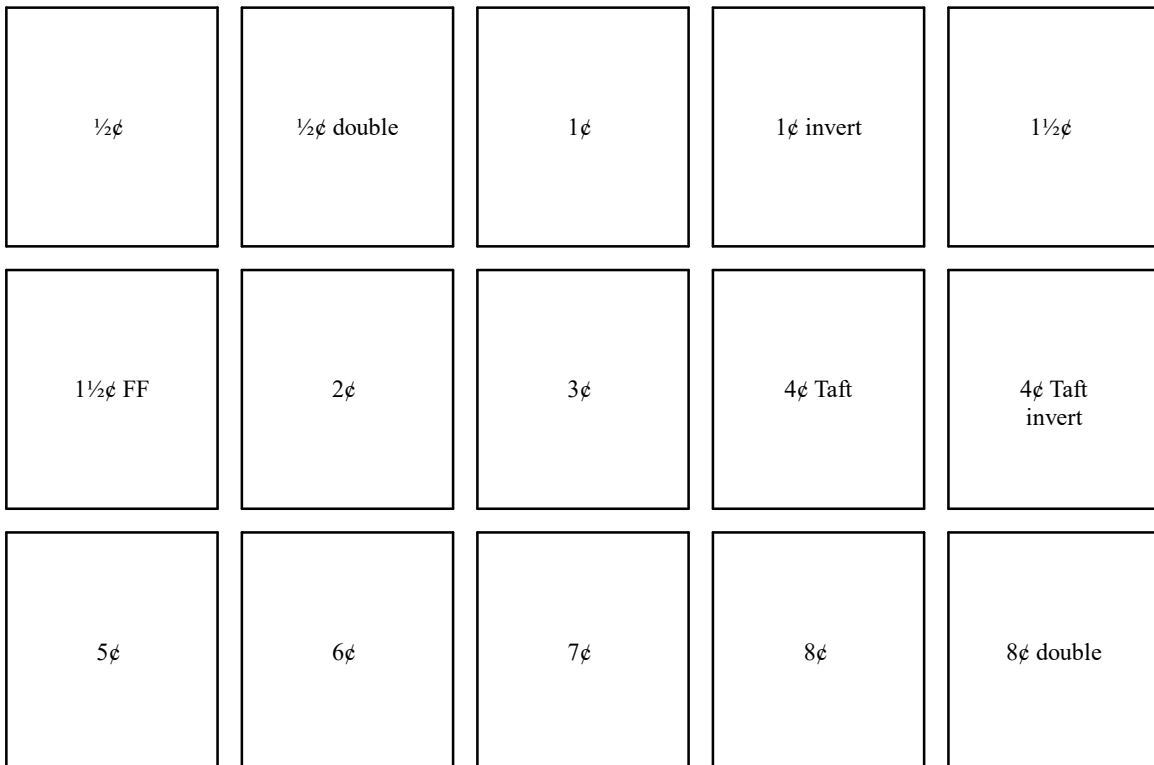 ½¢
½¢ double
1¢
1¢ invert
1½¢
1½¢ FF
2¢
3¢
4¢ Taft
4¢ Taft
invert
5¢
6¢
7¢
8¢
8¢ double